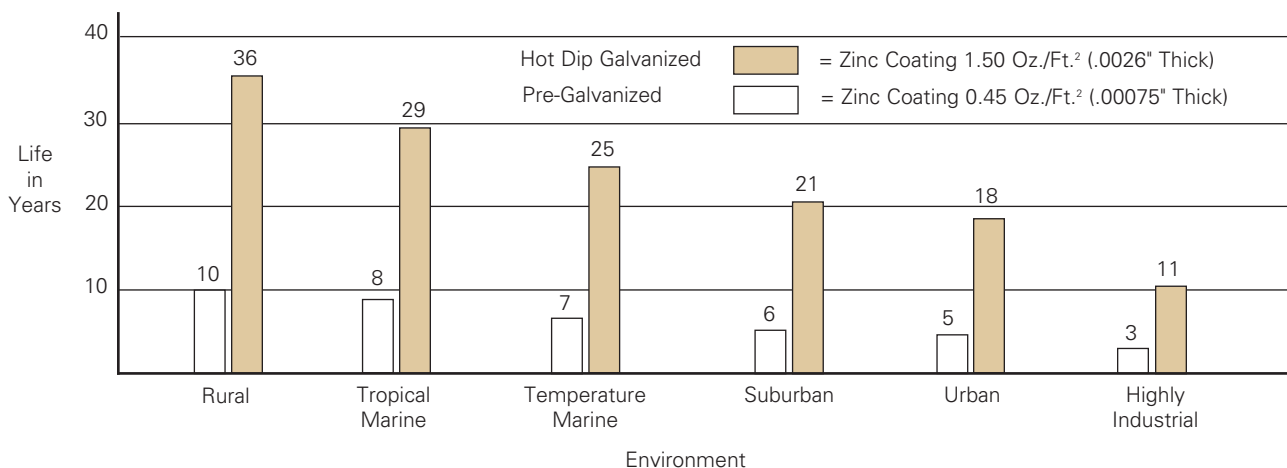 40
30
20
10
Life
in
Years
Hot Dip Galvanized = Zinc Coating 1.50 Oz./Ft.² (.0026" Thick)
Pre-Galvanized = Zinc Coating 0.45 Oz./Ft.² (.00075" Thick)
10 36
8 29
7 25
6 21
5 18
3 11
Rural
Tropical
Marine
Temperature
Marine
Suburban
Urban
Highly
Industrial
Environment